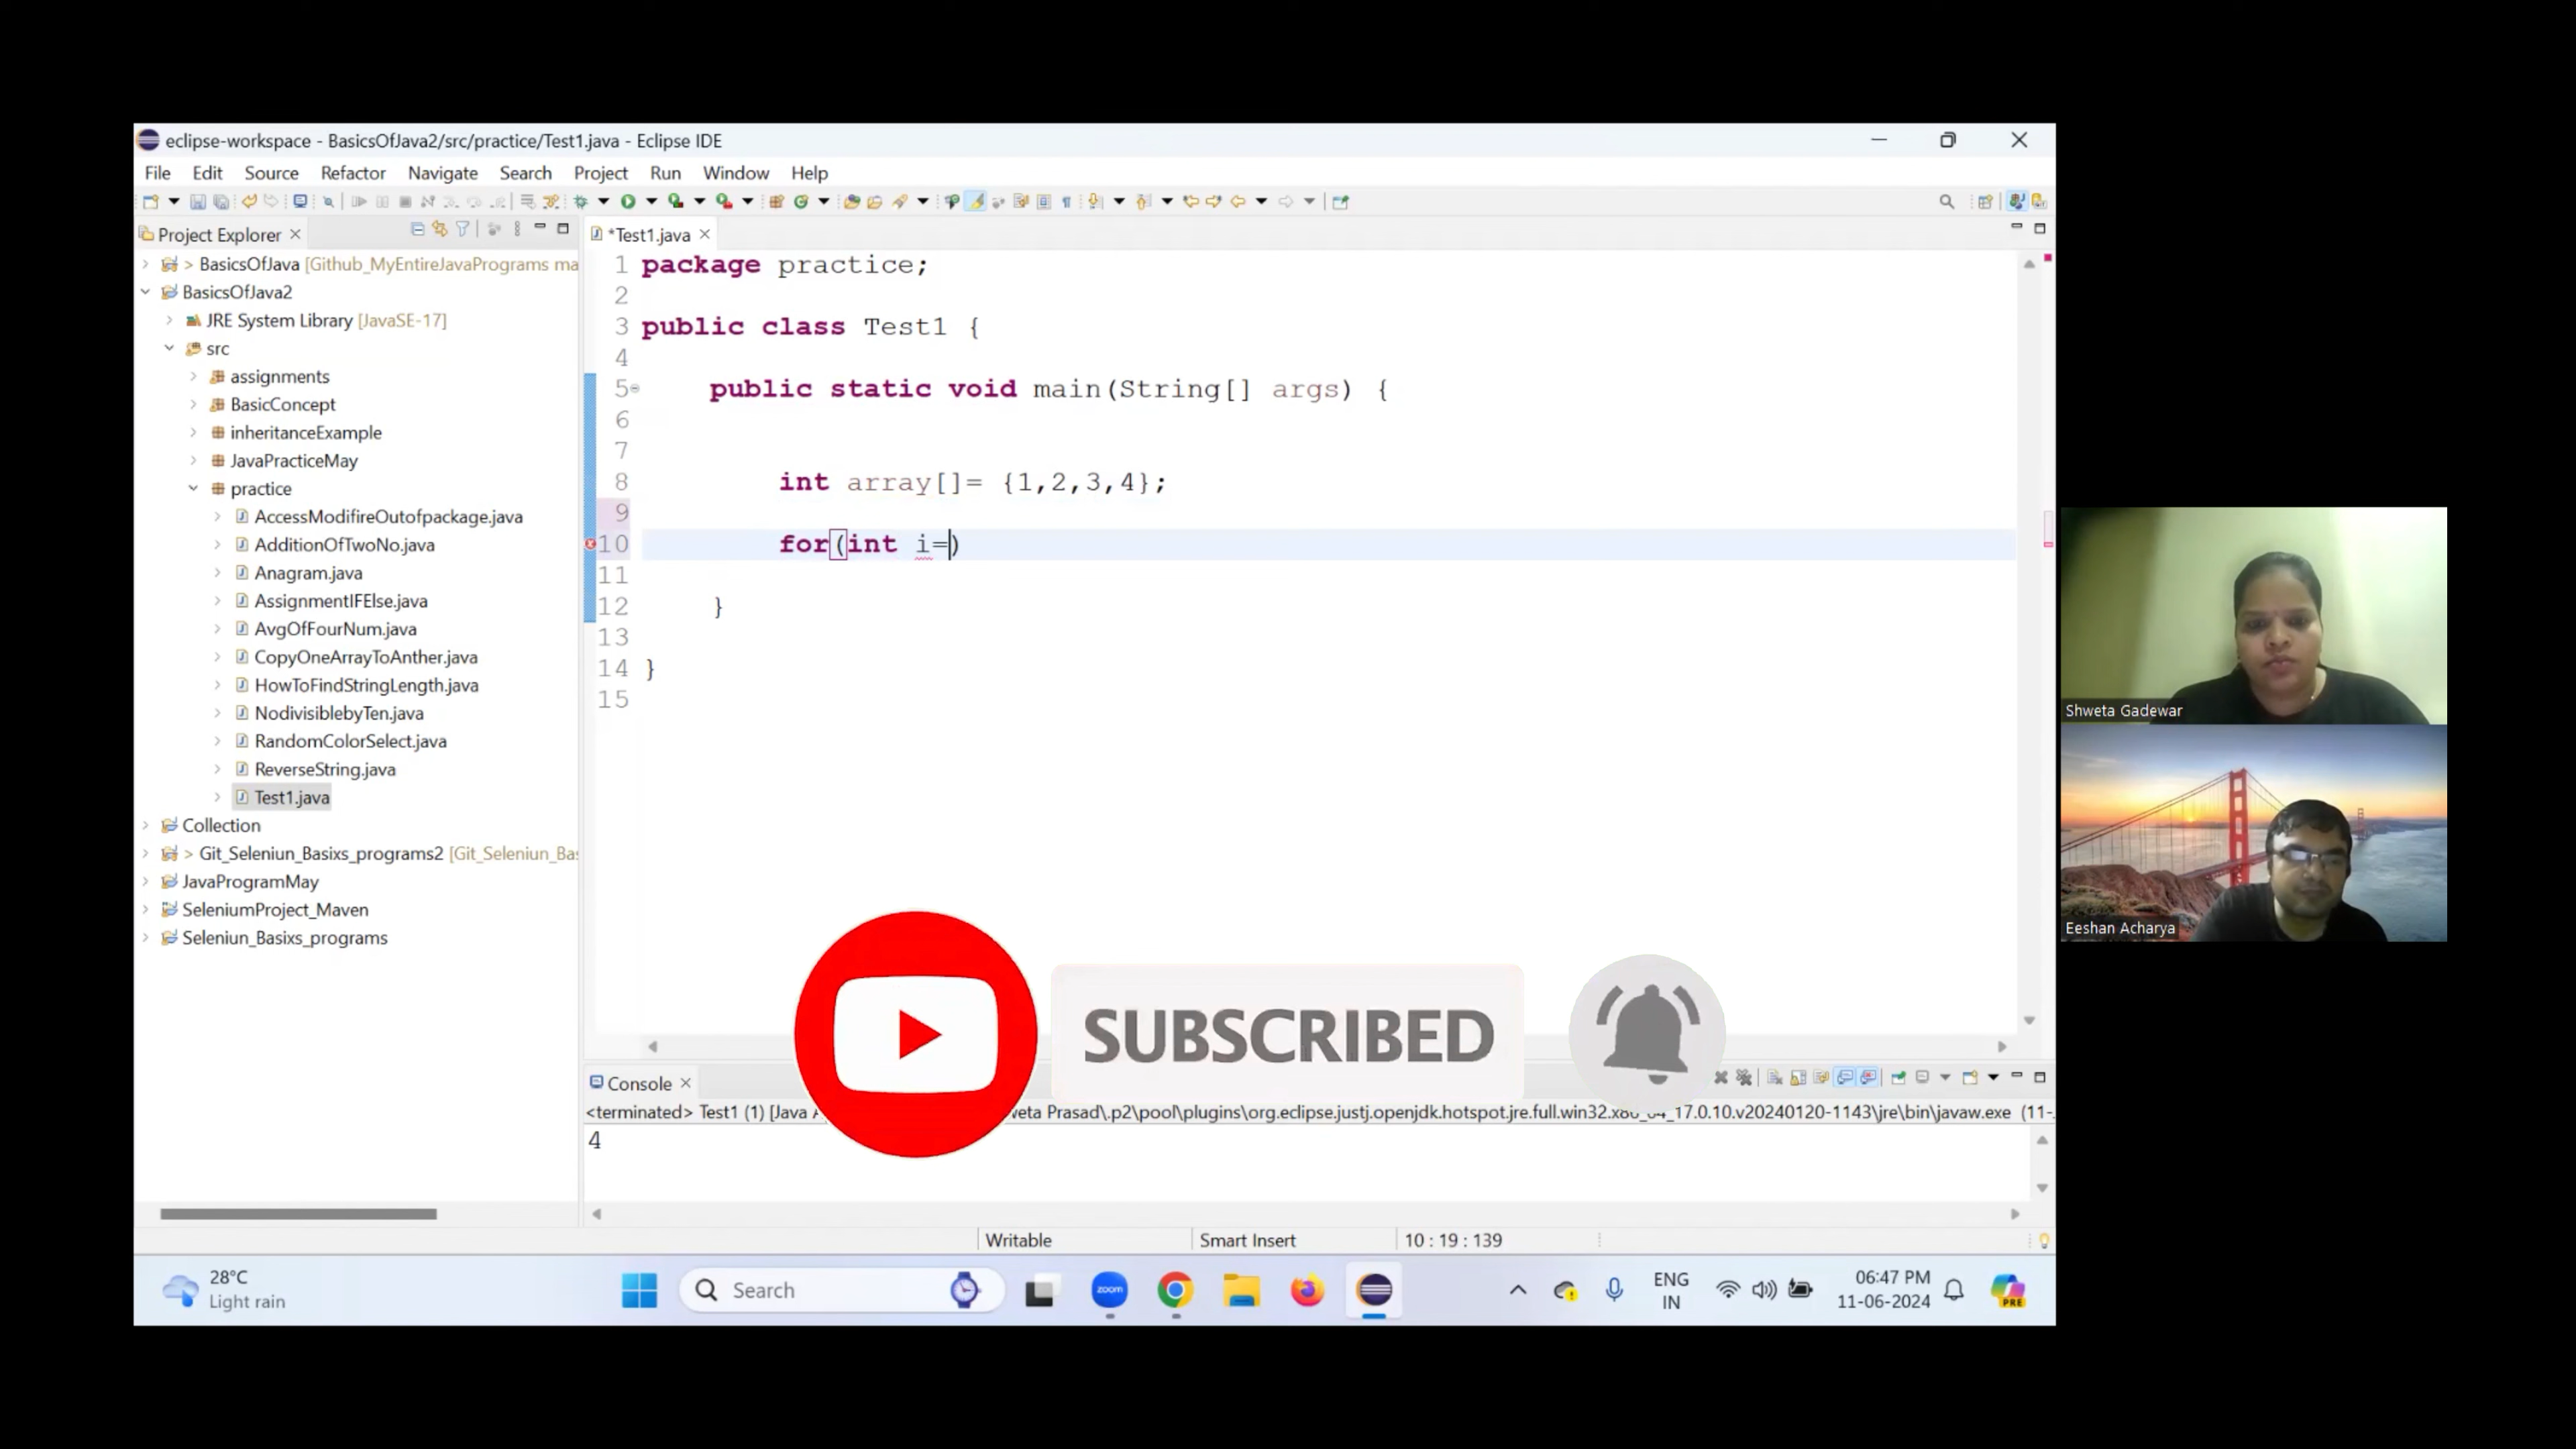 eclipse-workspace - BasicsOfJava2/src/practice/Test1.java - Eclipse IDE
File Edit Source Refactor Navigate Search Project Run Window Help
Project Explorer
*Test1.java
> BasicsOfJava [Github_MyEntireJavaPrograms ma
BasicsOfJava2
JRE System Library [JavaSE-17]
src
assignments
BasicConcept
inheritanceExample
JavaPracticeMay
practice
AccessModifireOutofpackage.java
AdditionOfTwoNo.java
Anagram.java
AssignmentIFElse.java
AvgOfFourNum.java
CopyOneArrayToAnther.java
HowToFindStringLength.java
NodivisiblebyTen.java
RandomColorSelect.java
ReverseString.java
Test1.java
Collection
> Git_Seleniun_Basixs_programs2 [Git_Seleniun_Bas
JavaProgramMay
SeleniumProject_Maven
Seleniun_Basixs_programs
1 package practice;
2
3 public class Test1 {
4
5 public static void main(String[] args) {
6
7
8 int array[]= {1,2,3,4};
9
10 for(int i=)
11
12 }
13
14 }
15
Shweta Gadewar
Eeshan Acharya
SUBSCRIBED
Console
<terminated> Test1 (1) [Java A weta Prasad\.p2\pool\plugins\org.eclipse.justj.openjdk.hotspot.jre.full.win32.x86_64_17.0.10.v20240120-1143\jre\bin\javaw.exe (11-
4
Writable Smart Insert 10 : 19 : 139
28°C
Light rain
Search
zoom
ENG
IN
06:47 PM
11-06-2024
PRE